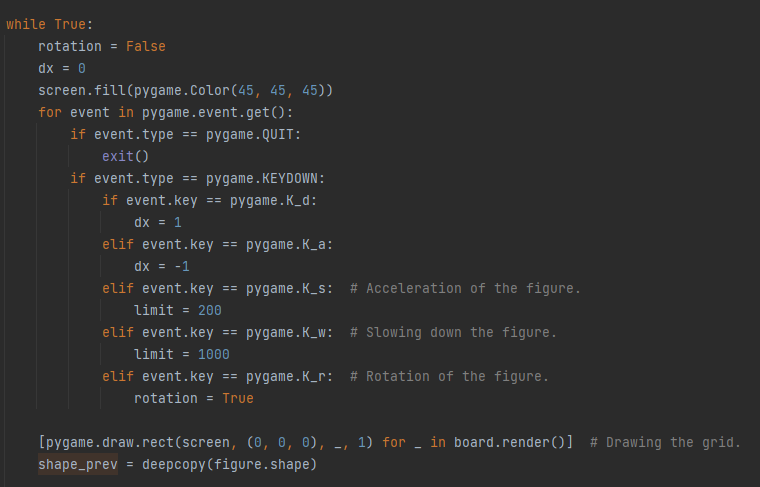 while True:
    rotation = False
    dx = 0
    screen.fill(pygame.Color(45, 45, 45))
    for event in pygame.event.get():
        if event.type == pygame.QUIT:
            exit()
        if event.type == pygame.KEYDOWN:
            if event.key == pygame.K_d:
                dx = 1
            elif event.key == pygame.K_a:
                dx = -1
            elif event.key == pygame.K_s:  # Acceleration of the figure.
                limit = 200
            elif event.key == pygame.K_w:  # Slowing down the figure.
                limit = 1000
            elif event.key == pygame.K_r:  # Rotation of the figure.
                rotation = True

    [pygame.draw.rect(screen, (0, 0, 0), _, 1) for _ in board.render()]  # Drawing the grid.
    shape_prev = deepcopy(figure.shape)